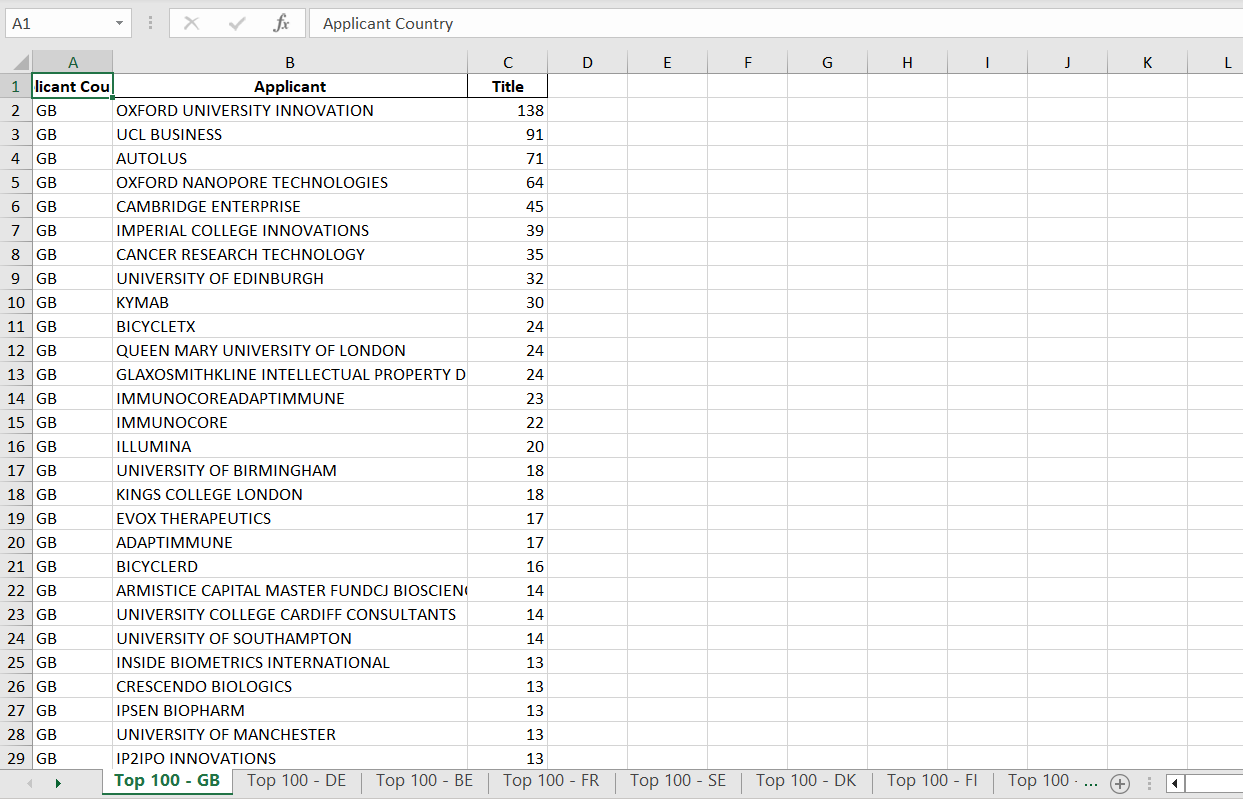 A1 fx Applicant Country
A B C D E F G H I J K L
1 licant Cou Applicant Title
2 GB OXFORD UNIVERSITY INNOVATION 138
3 GB UCL BUSINESS 91
4 GB AUTOLUS 71
5 GB OXFORD NANOPORE TECHNOLOGIES 64
6 GB CAMBRIDGE ENTERPRISE 45
7 GB IMPERIAL COLLEGE INNOVATIONS 39
8 GB CANCER RESEARCH TECHNOLOGY 35
9 GB UNIVERSITY OF EDINBURGH 32
10 GB KYMAB 30
11 GB BICYCLETX 24
12 GB QUEEN MARY UNIVERSITY OF LONDON 24
13 GB GLAXOSMITHKLINE INTELLECTUAL PROPERTY D 24
14 GB IMMUNOCOREADAPTIMMUNE 23
15 GB IMMUNOCORE 22
16 GB ILLUMINA 20
17 GB UNIVERSITY OF BIRMINGHAM 18
18 GB KINGS COLLEGE LONDON 18
19 GB EVOX THERAPEUTICS 17
20 GB ADAPTIMMUNE 17
21 GB BICYCLERD 16
22 GB ARMISTICE CAPITAL MASTER FUNDCJ BIOSCIENC 14
23 GB UNIVERSITY COLLEGE CARDIFF CONSULTANTS 14
24 GB UNIVERSITY OF SOUTHAMPTON 14
25 GB INSIDE BIOMETRICS INTERNATIONAL 13
26 GB CRESCENDO BIOLOGICS 13
27 GB IPSEN BIOPHARM 13
28 GB UNIVERSITY OF MANCHESTER 13
29 GB IP2IPO INNOVATIONS 13
Top 100 - GB Top 100 - DE Top 100 - BE Top 100 - FR Top 100 - SE Top 100 - DK Top 100 - FI Top 100 - ...